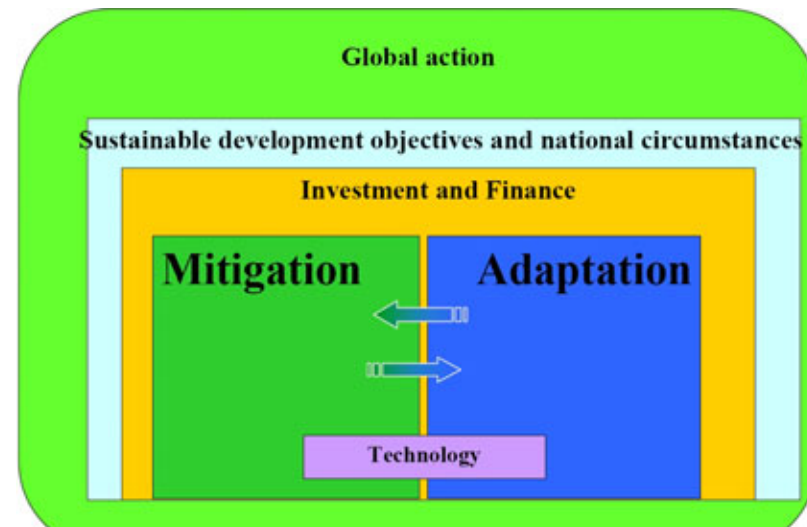 Global action
Sustainable development objectives and national circumstances
Investment and Finance
Mitigation
Adaptation
Technology